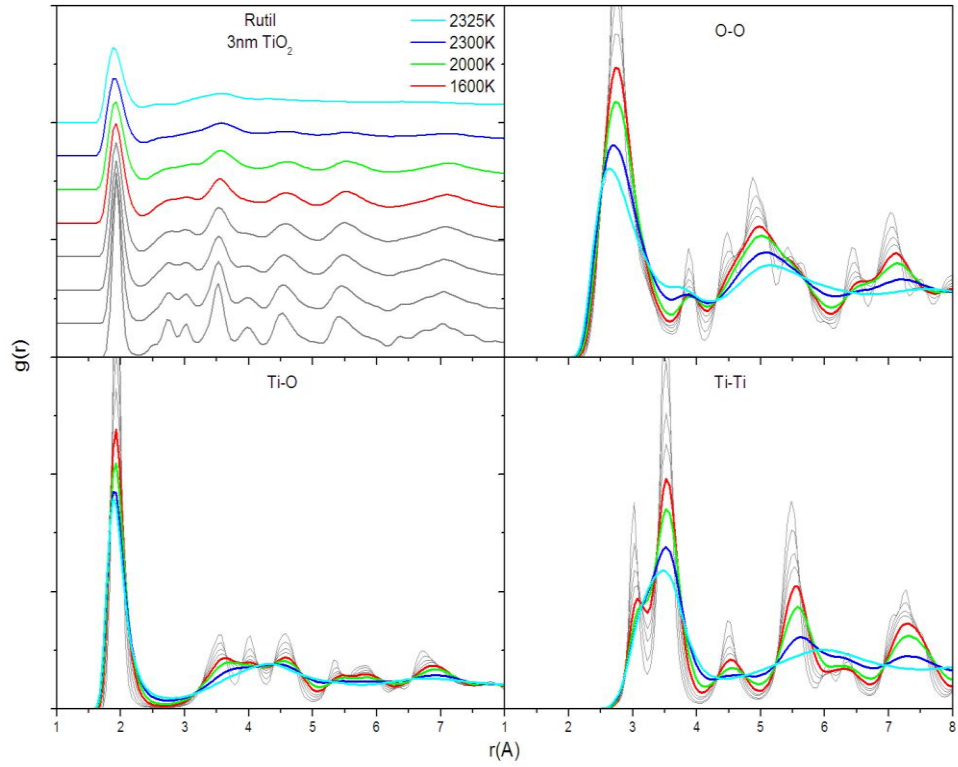 Rutil
3nm TiO2
2325K
2300K
2000K
1600K
O-O
g(r)
Ti-O
Ti-Ti
1 2 3 4 5 6 7 1 2 3 4 5 6 7 8
r(A)